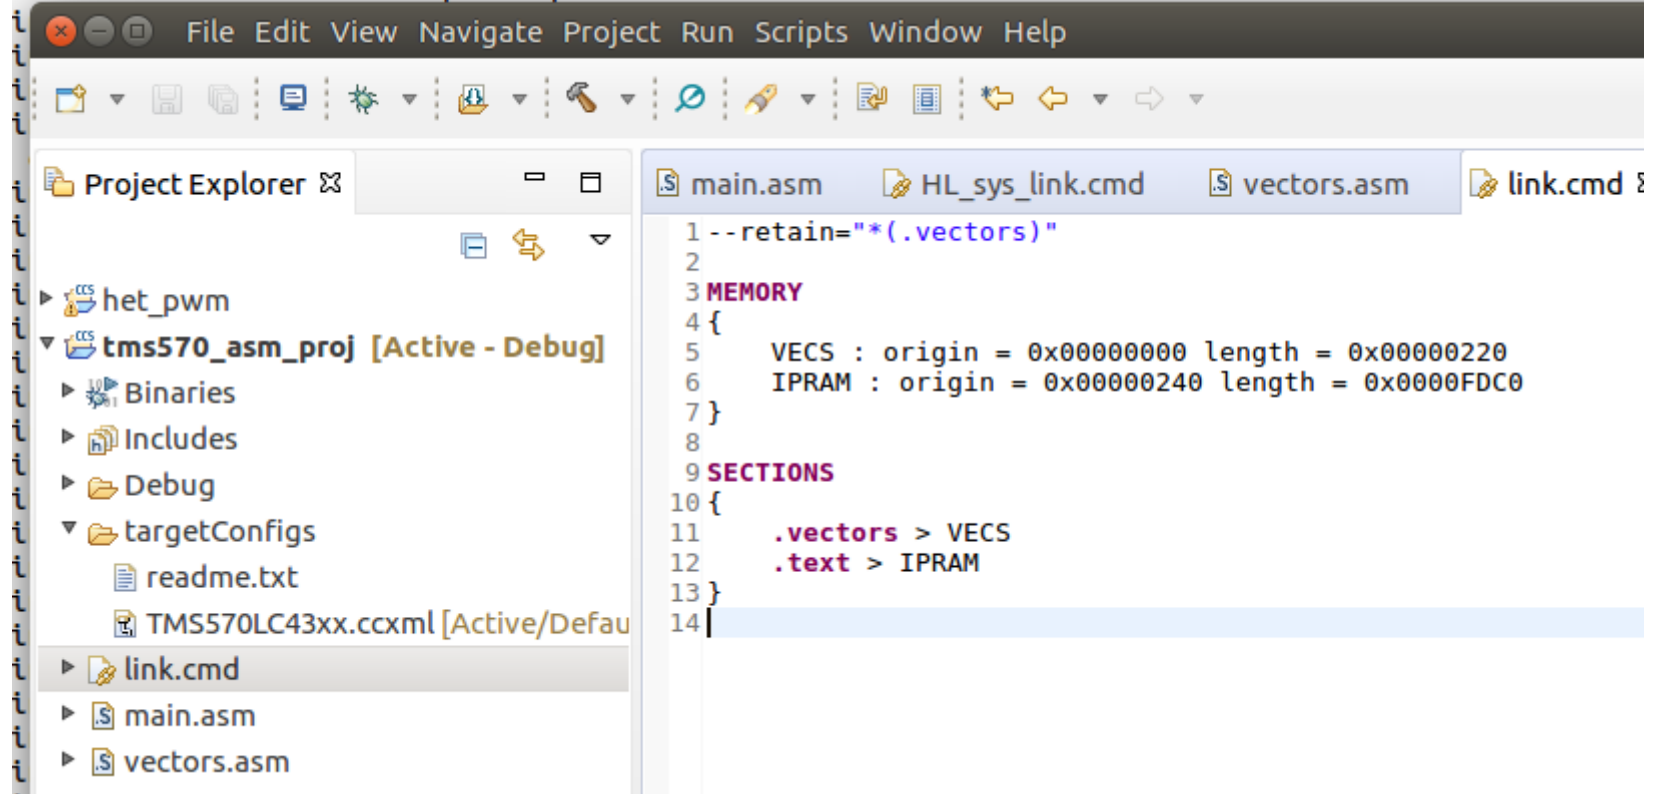 File Edit View Navigate Project Run Scripts Window Help
Project Explorer
het_pwm
tms570_asm_proj [Active - Debug]
Binaries
Includes
Debug
targetConfigs
readme.txt
TMS570LC43xx.ccxml [Active/Defau
link.cmd
main.asm
vectors.asm
main.asm HL_sys_link.cmd vectors.asm link.cmd
1 --retain="*(.vectors)"
2
3 MEMORY
4 {
5 VECS : origin = 0x00000000 length = 0x00000220
6 IPRAM : origin = 0x00000240 length = 0x0000FDC0
7 }
8
9 SECTIONS
10 {
11 .vectors > VECS
12 .text > IPRAM
13 }
14